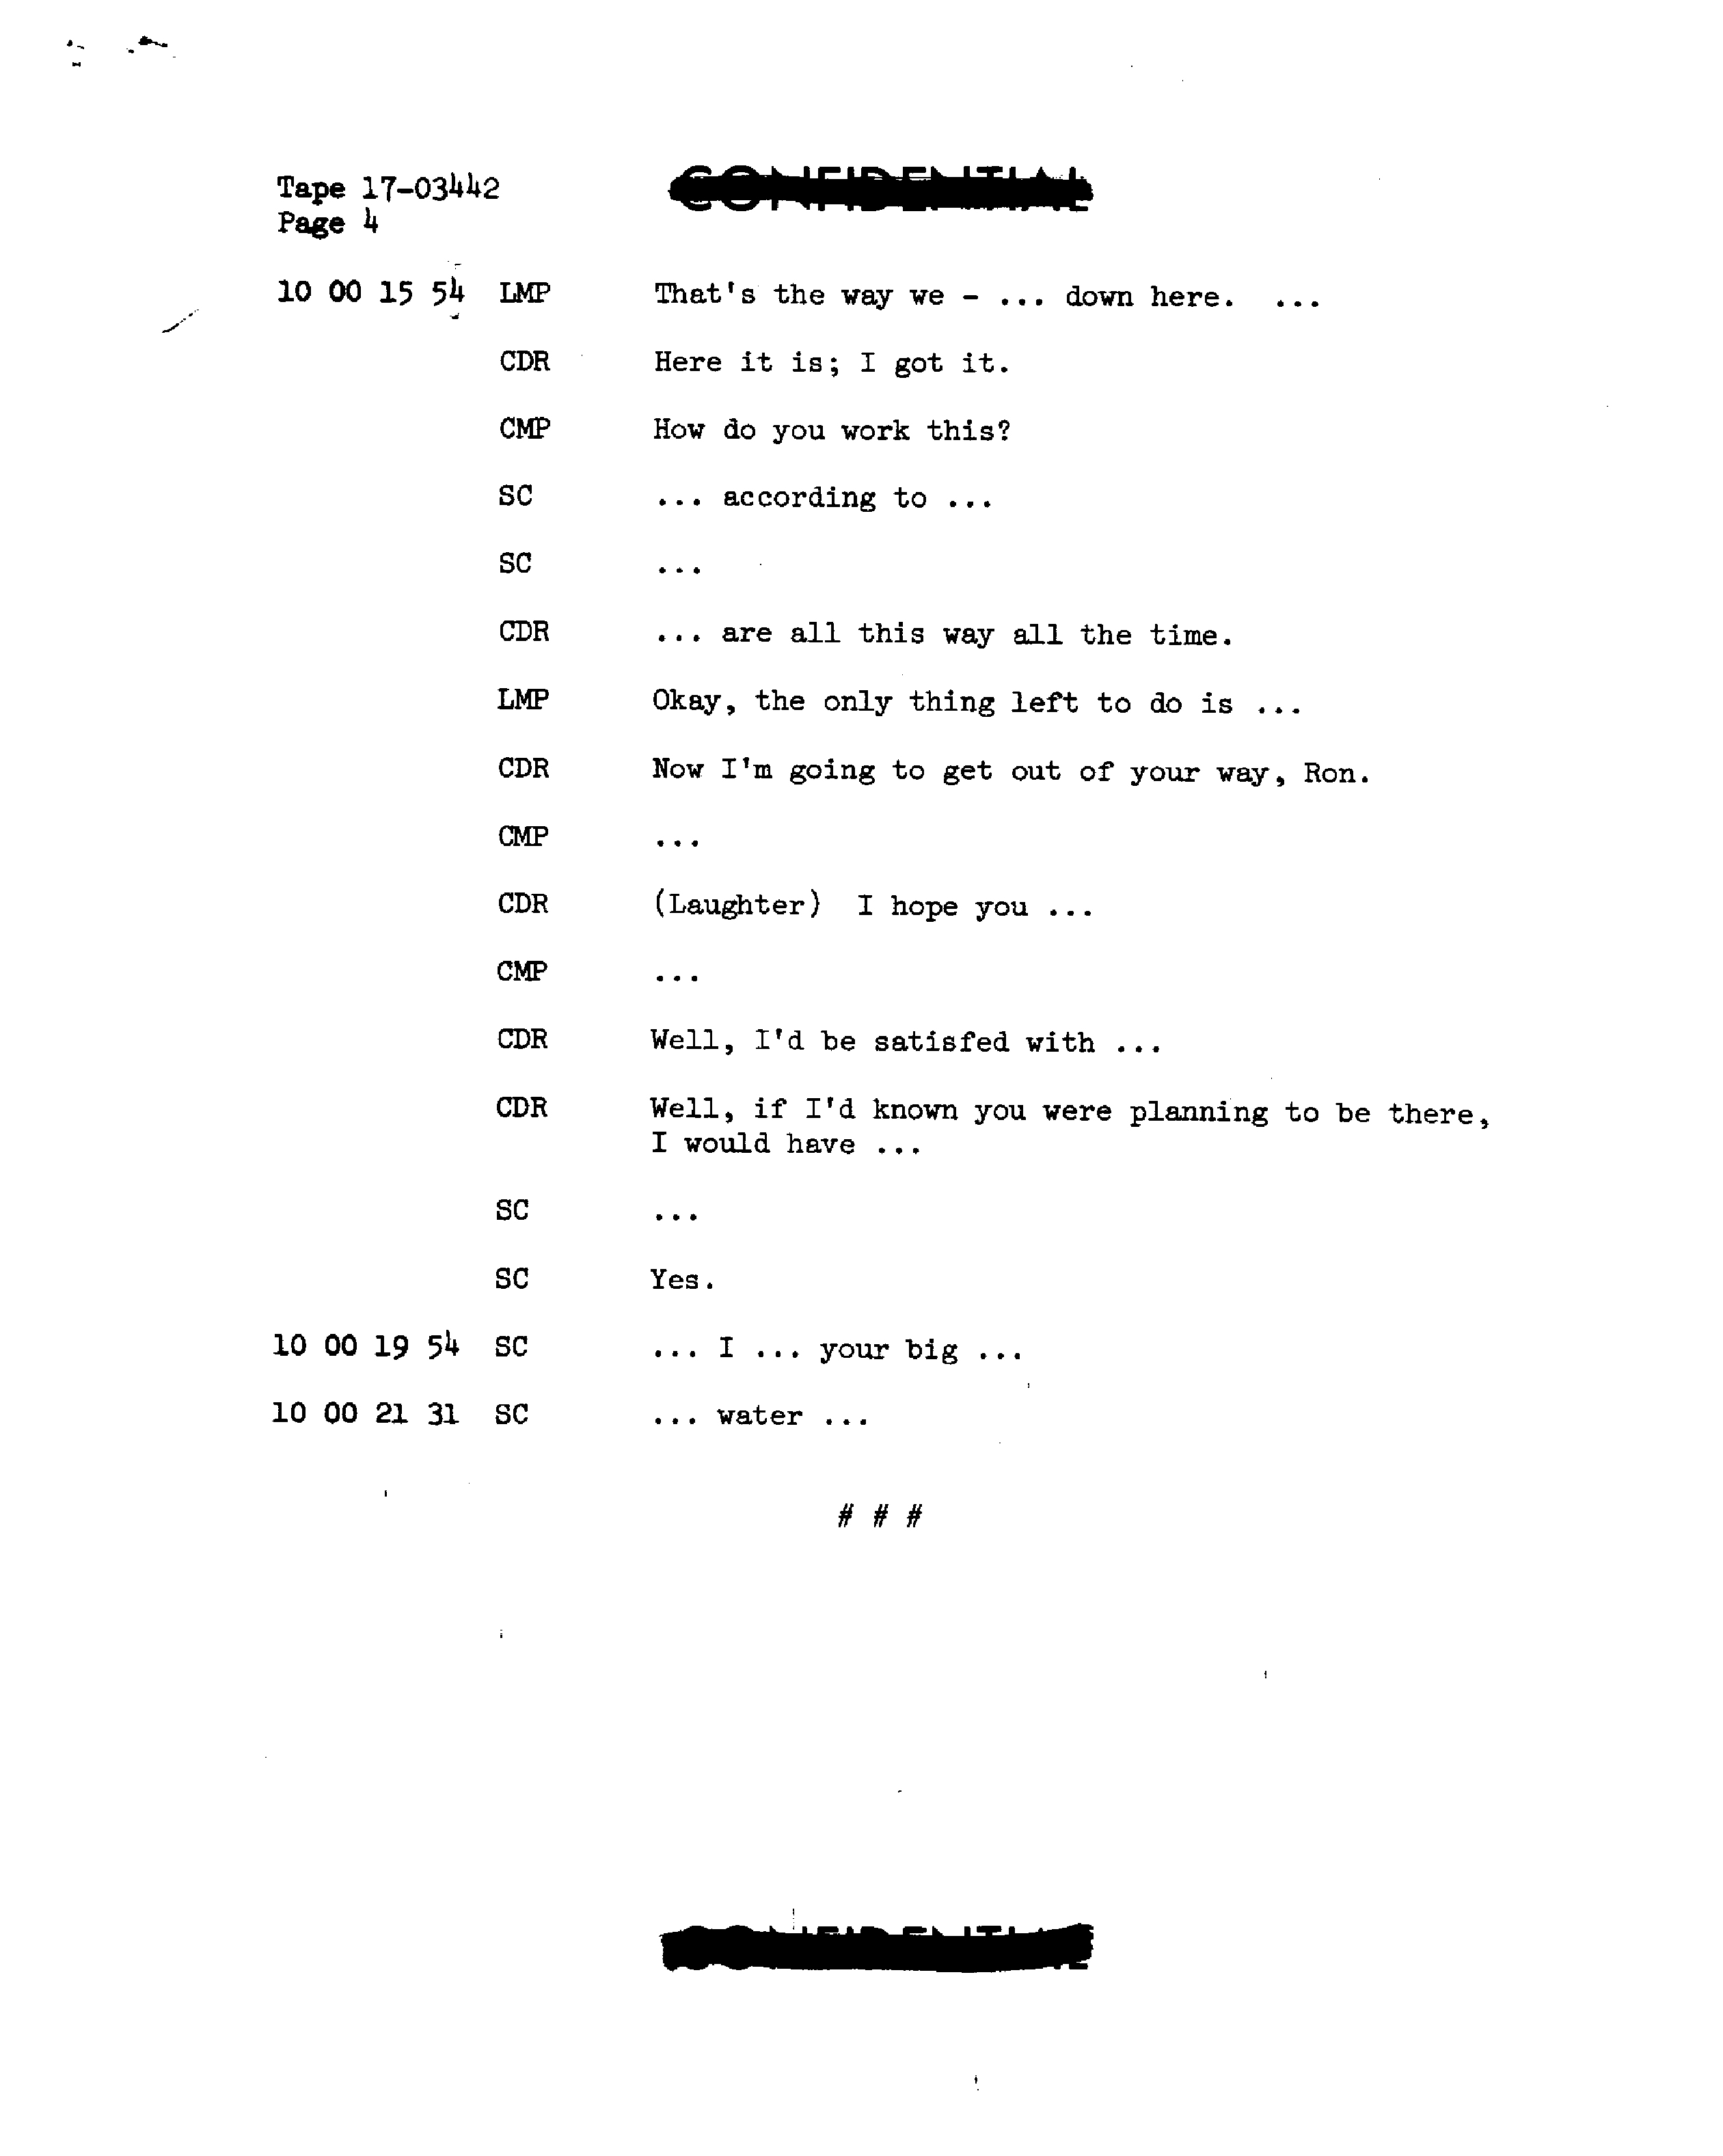 Tape 17-03442
Page 4
CONFIDENTIAL
10 00 15 54 LMP That's the way we - ... down here. ...
CDR Here it is; I got it.
CMP How do you work this?
SC ... according to ...
SC ...
CDR ... are all this way all the time.
LMP Okay, the only thing left to do is ...
CDR Now I'm going to get out of your way, Ron.
CMP ...
CDR (Laughter) I hope you ...
CMP ...
CDR Well, I'd be satisfed with ...
CDR Well, if I'd known you were planning to be there,
I would have ...
SC ...
SC Yes.
10 00 19 54 SC ... I ... your big ...
10 00 21 31 SC ... water ...
# # #
CONFIDENTIAL